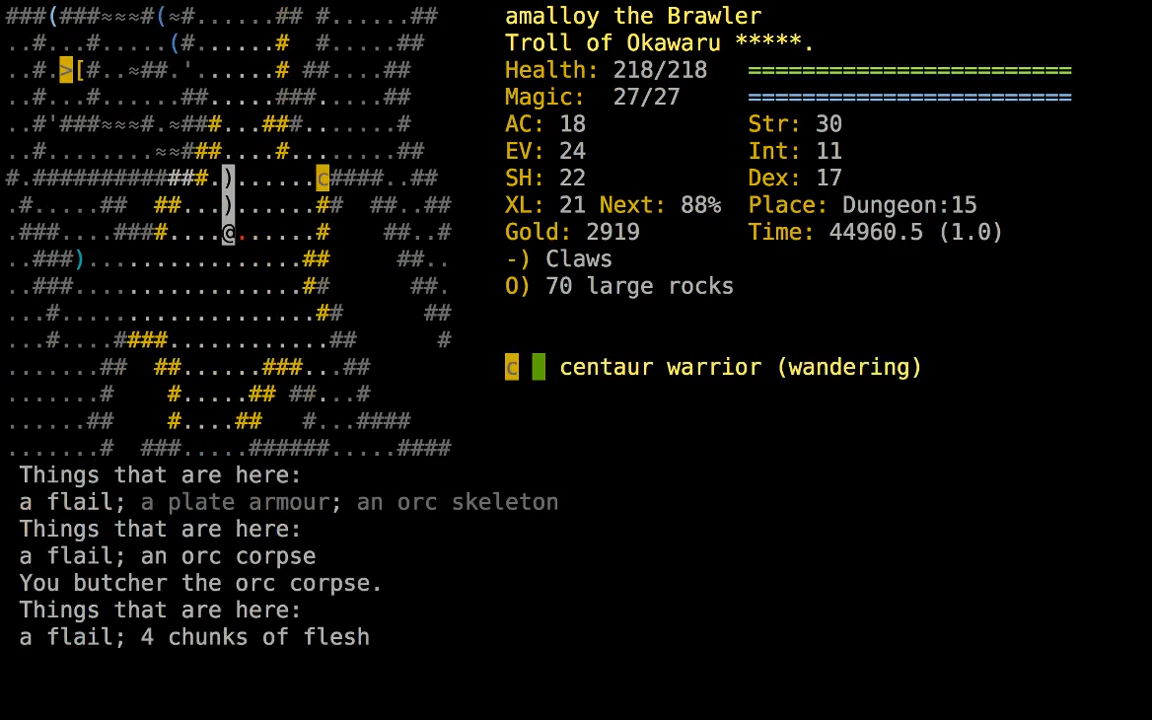 ###(###≈≈≈#(≈#......## #......##
..#...#.....(#......#  #.....##
..#.>[#..≈##.'......# ##....##
..#...#......##.....###.....##
..#'###≈≈≈#.≈###...###.......#
..#........≈≈###....#..........##
#.##############.)......c####..##
.#.....##  ##...)......##  ##..##
.###....####....@.......#    ##..#
..###)................##     ##..
..###.................##      ##.
...#...................##      ##
...#....####............##       #
.......##  ##......###...##
.......#    #.....## ##...#
......##    #....##   #...####
.......#  ###.....######.....####
amalloy the Brawler
Troll of Okawaru *****.
Health: 218/218 ========================
Magic:  27/27 ========================
AC: 18 Str: 30
EV: 24 Int: 11
SH: 22 Dex: 17
XL: 21 Next: 88% Place: Dungeon:15
Gold: 2919 Time: 44960.5 (1.0)
-) Claws
O) 70 large rocks
c centaur warrior (wandering)
Things that are here:
a flail; a plate armour; an orc skeleton
Things that are here:
a flail; an orc corpse
You butcher the orc corpse.
Things that are here:
a flail; 4 chunks of flesh